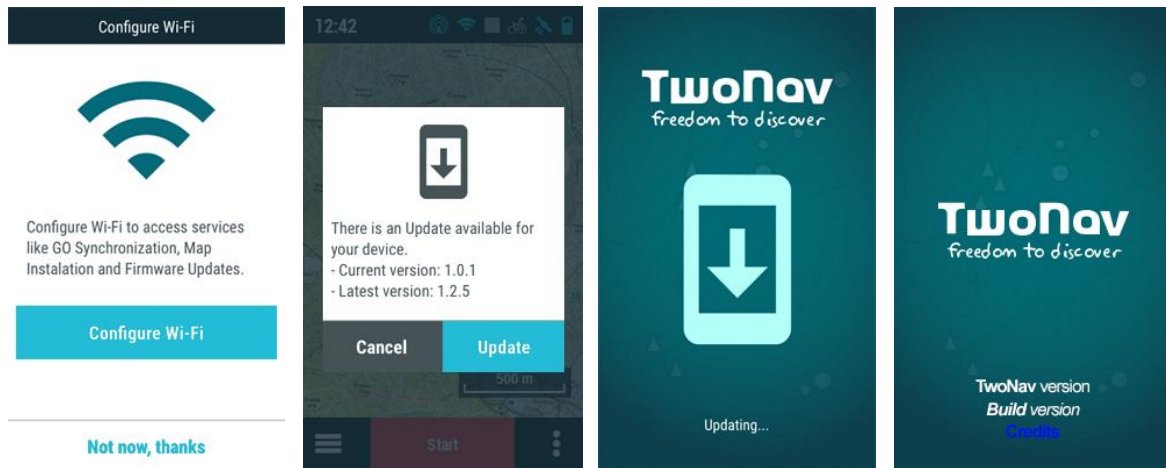 Configure Wi-Fi
Configure Wi-Fi to access services
like GO Synchronization, Map
Instalation and Firmware Updates.
Configure Wi-Fi
Not now, thanks
12:42
There is an Update available for
your device.
- Current version: 1.0.1
- Latest version: 1.2.5
Cancel
Update
500 m
Start
TwoNav
freedom to discover
Updating...
TwoNav
freedom to discover
TwoNav version
Build version
Credits